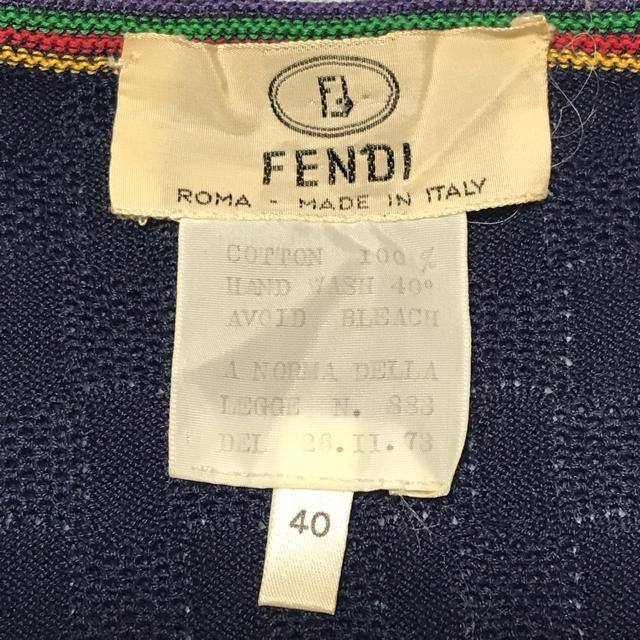 FENDI
ROMA - MADE IN ITALY
COTTON 100 %
HAND WASH 40°
AVOID BLEACH
A NORMA DELLA
LEGGE N. 883
DEL 26.II.73
40